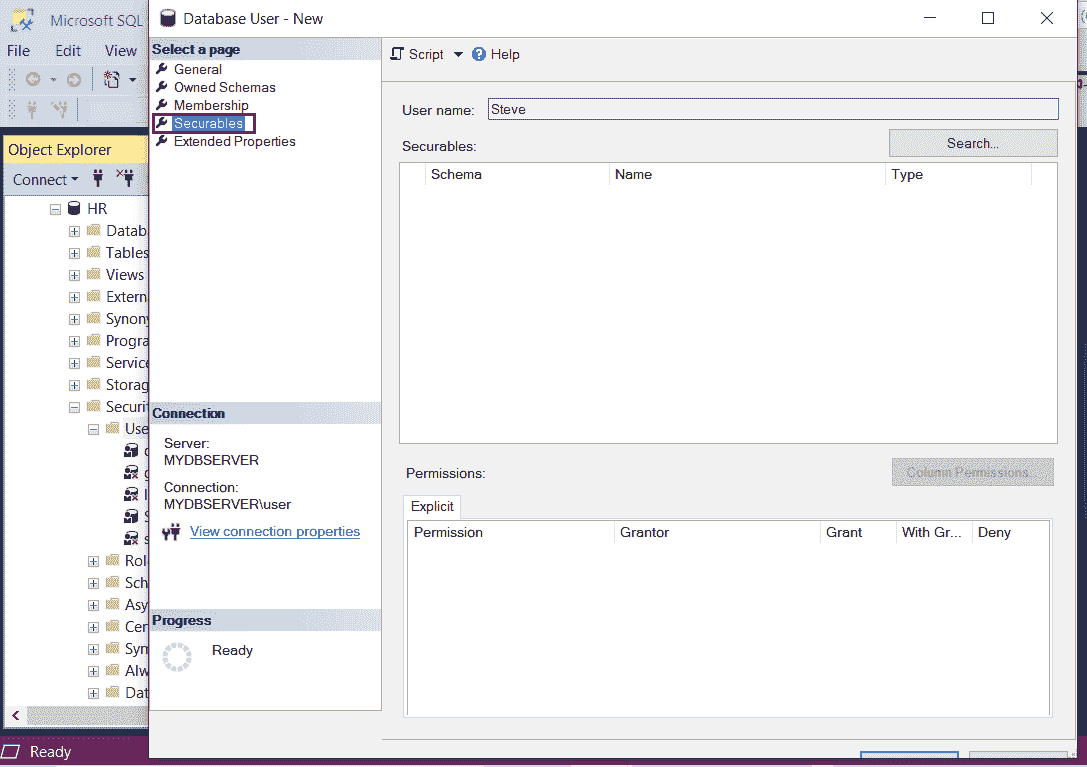 Microsoft SQL
Database User - New
File Edit View
Select a page
General
Owned Schemas
Membership
Securables
Extended Properties
Script Help
User name: Steve
Securables: Search...
Schema Name Type
Object Explorer
Connect
HR
Datab
Tables
Views
Extern
Synony
Progra
Service
Storag
Securit
Use
Rol
Sch
Asy
Cer
Sym
Alw
Dat
Connection
Server:
MYDBSERVER
Connection:
MYDBSERVER\user
View connection properties
Progress
Ready
Permissions: Column Permissions...
Explicit
Permission Grantor Grant With Gr... Deny
Ready